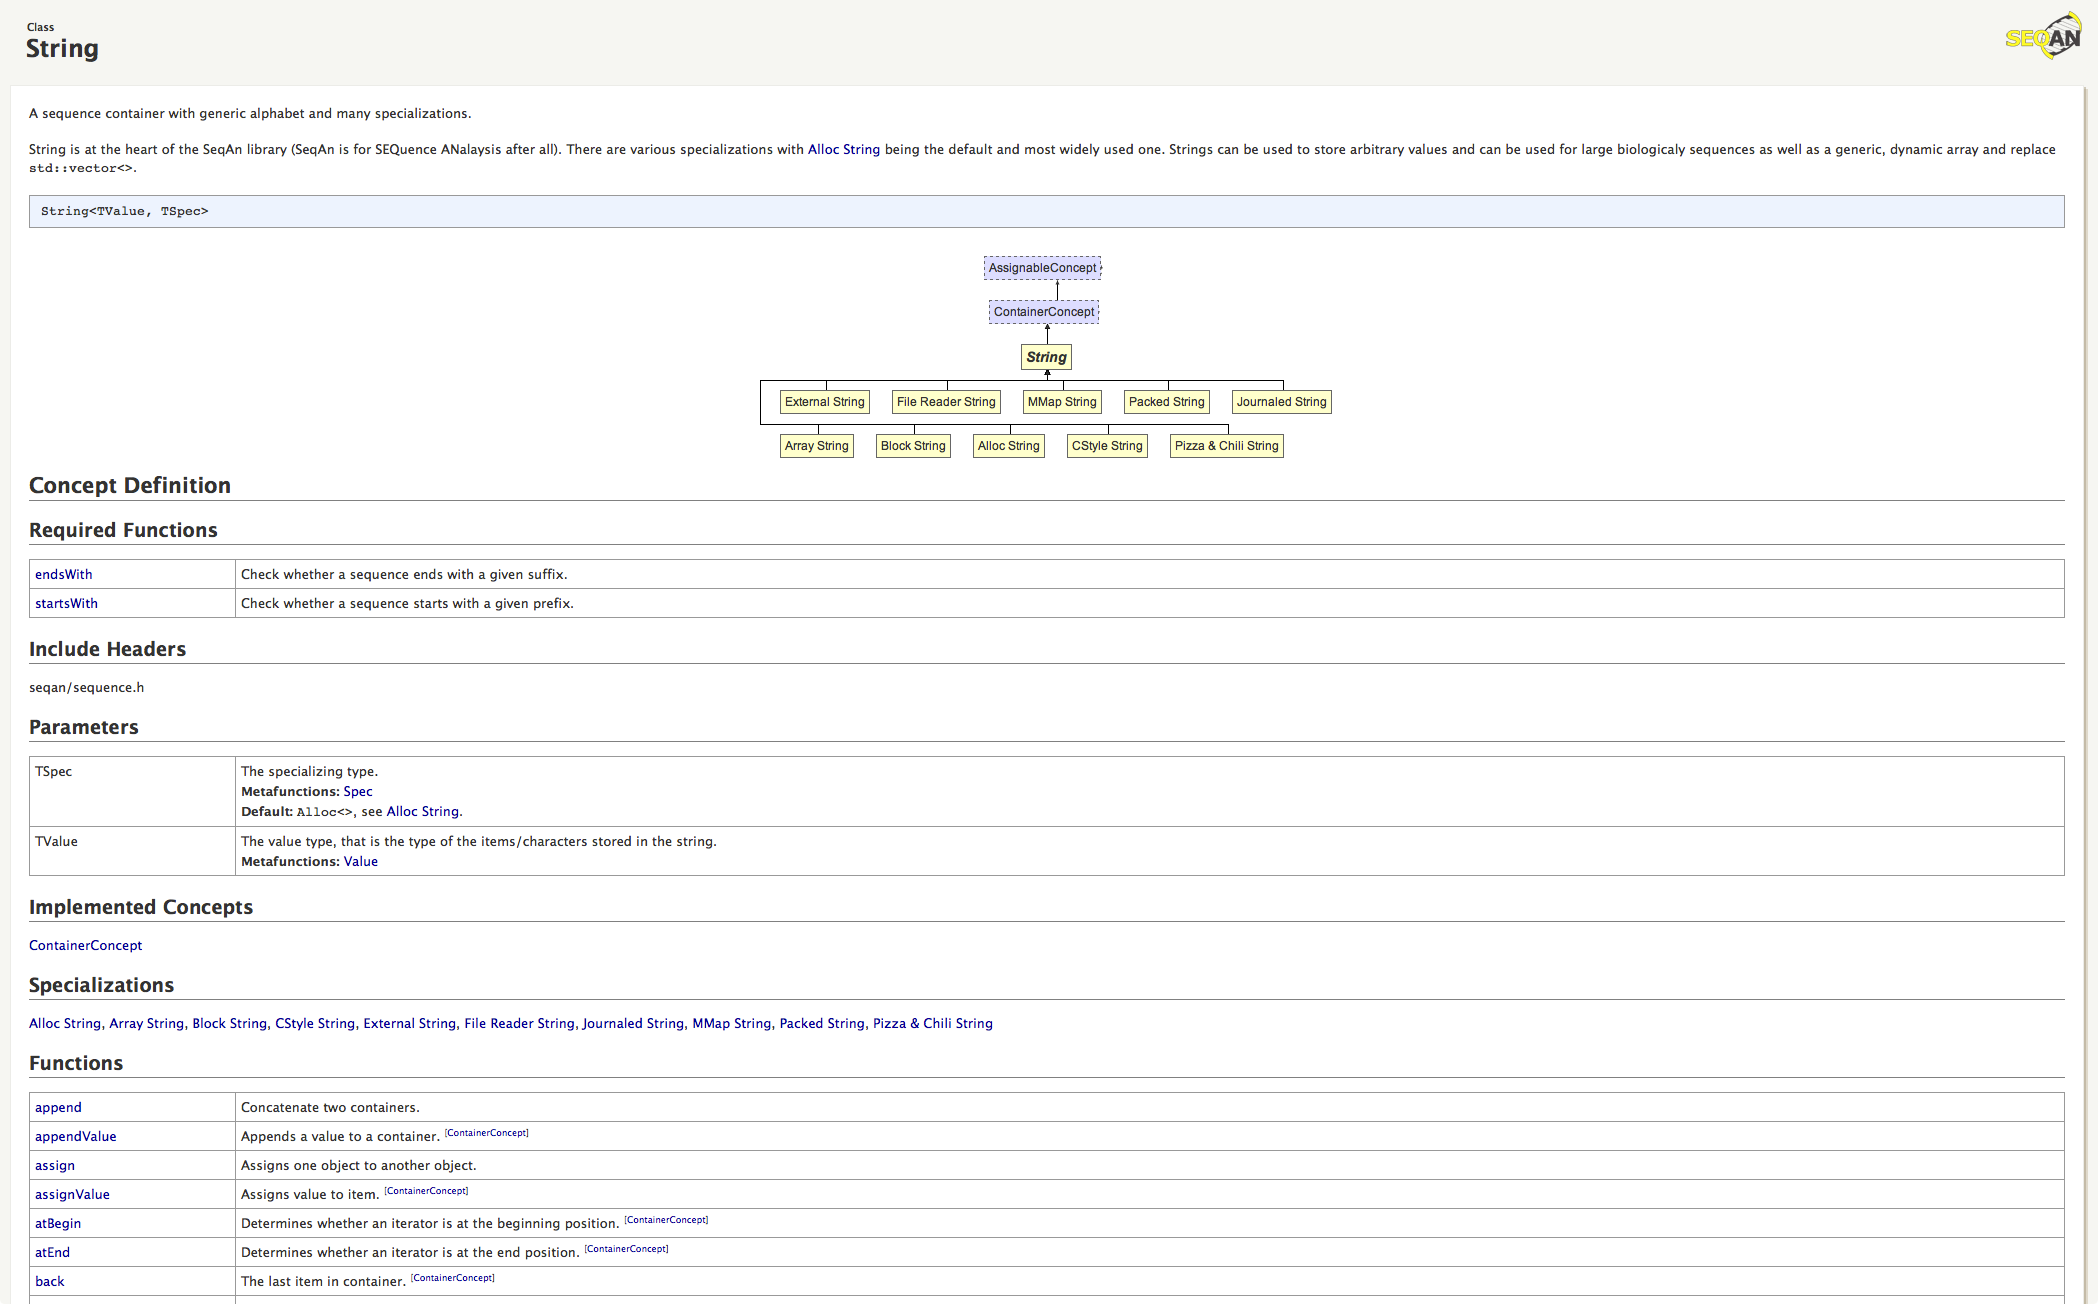 Class
String
SEQAN
A sequence container with generic alphabet and many specializations.
String is at the heart of the SeqAn library (SeqAn is for SEQuence ANalaysis after all). There are various specializations with Alloc String being the default and most widely used one. Strings can be used to store arbitrary values and can be used for large biologicaly sequences as well as a generic, dynamic array and replace
std::vector<>.
String<TValue, TSpec>
AssignableConcept
ContainerConcept
String
External String File Reader String MMap String Packed String Journaled String
Array String Block String Alloc String CStyle String Pizza & Chili String
Concept Definition
Required Functions
endsWith Check whether a sequence ends with a given suffix.
startsWith Check whether a sequence starts with a given prefix.
Include Headers
seqan/sequence.h
Parameters
TSpec The specializing type.
Metafunctions: Spec
Default: Alloc<>, see Alloc String.
TValue The value type, that is the type of the items/characters stored in the string.
Metafunctions: Value
Implemented Concepts
ContainerConcept
Specializations
Alloc String, Array String, Block String, CStyle String, External String, File Reader String, Journaled String, MMap String, Packed String, Pizza & Chili String
Functions
append Concatenate two containers.
appendValue Appends a value to a container. [ContainerConcept]
assign Assigns one object to another object.
assignValue Assigns value to item. [ContainerConcept]
atBegin Determines whether an iterator is at the beginning position. [ContainerConcept]
atEnd Determines whether an iterator is at the end position. [ContainerConcept]
back The last item in container. [ContainerConcept]